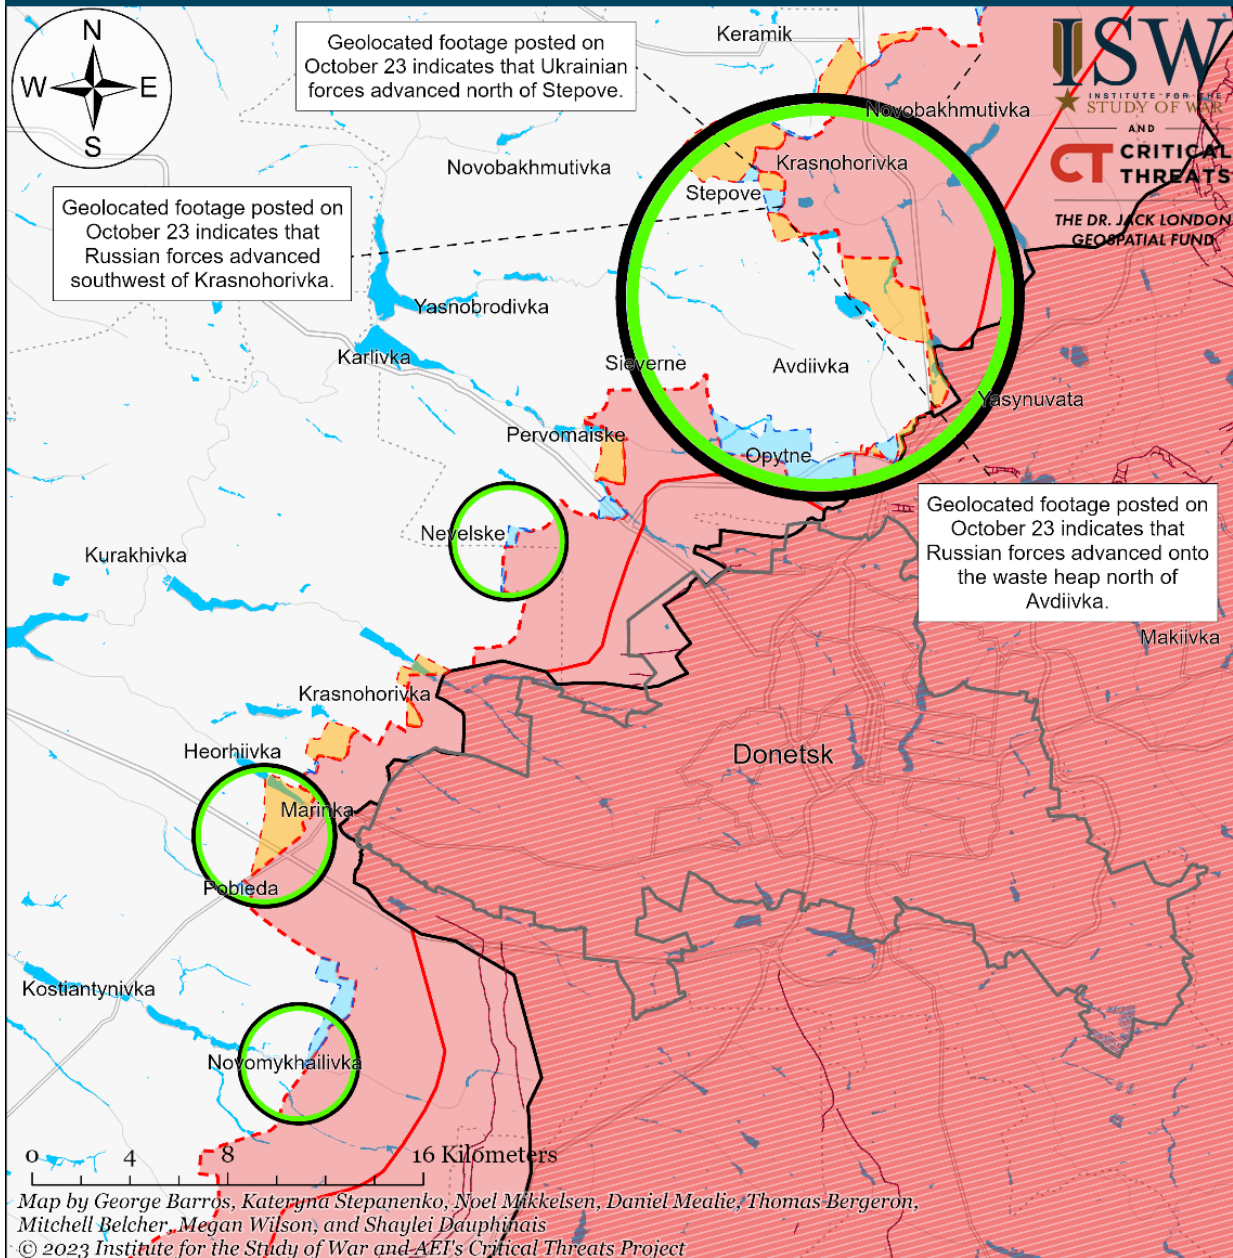 N
W
E
S
Geolocated footage posted on
October 23 indicates that Ukrainian
forces advanced north of Stepove.
Keramik
ISW
INSTITUTE FOR THE
STUDY OF WAR
AND
CT CRITICAL
THREATS
THE DR. JACK LONDON
GEOSPATIAL FUND
Novobakhmutivka
Krasnohorivka
Novobakhmutivka
Stepove
Geolocated footage posted on
October 23 indicates that
Russian forces advanced
southwest of Krasnohorivka.
Yasnobrodivka
Karlivka
Sieverne
Avdiivka
Yasynuvata
Pervomaiske
Opytne
Geolocated footage posted on
October 23 indicates that
Russian forces advanced onto
the waste heap north of
Avdiivka.
Nevelske
Kurakhivka
Makiivka
Krasnohorivka
Heorhiivka
Donetsk
Marinka
Pobieda
Kostiantynivka
Novomykhailivka
0 4 8 16 Kilometers
Map by George Barros, Kateryna Stepanenko, Noel Mikkelsen, Daniel Mealie, Thomas Bergeron,
Mitchell Belcher, Megan Wilson, and Shaylei Dauphinais
© 2023 Institute for the Study of War and AEI's Critical Threats Project